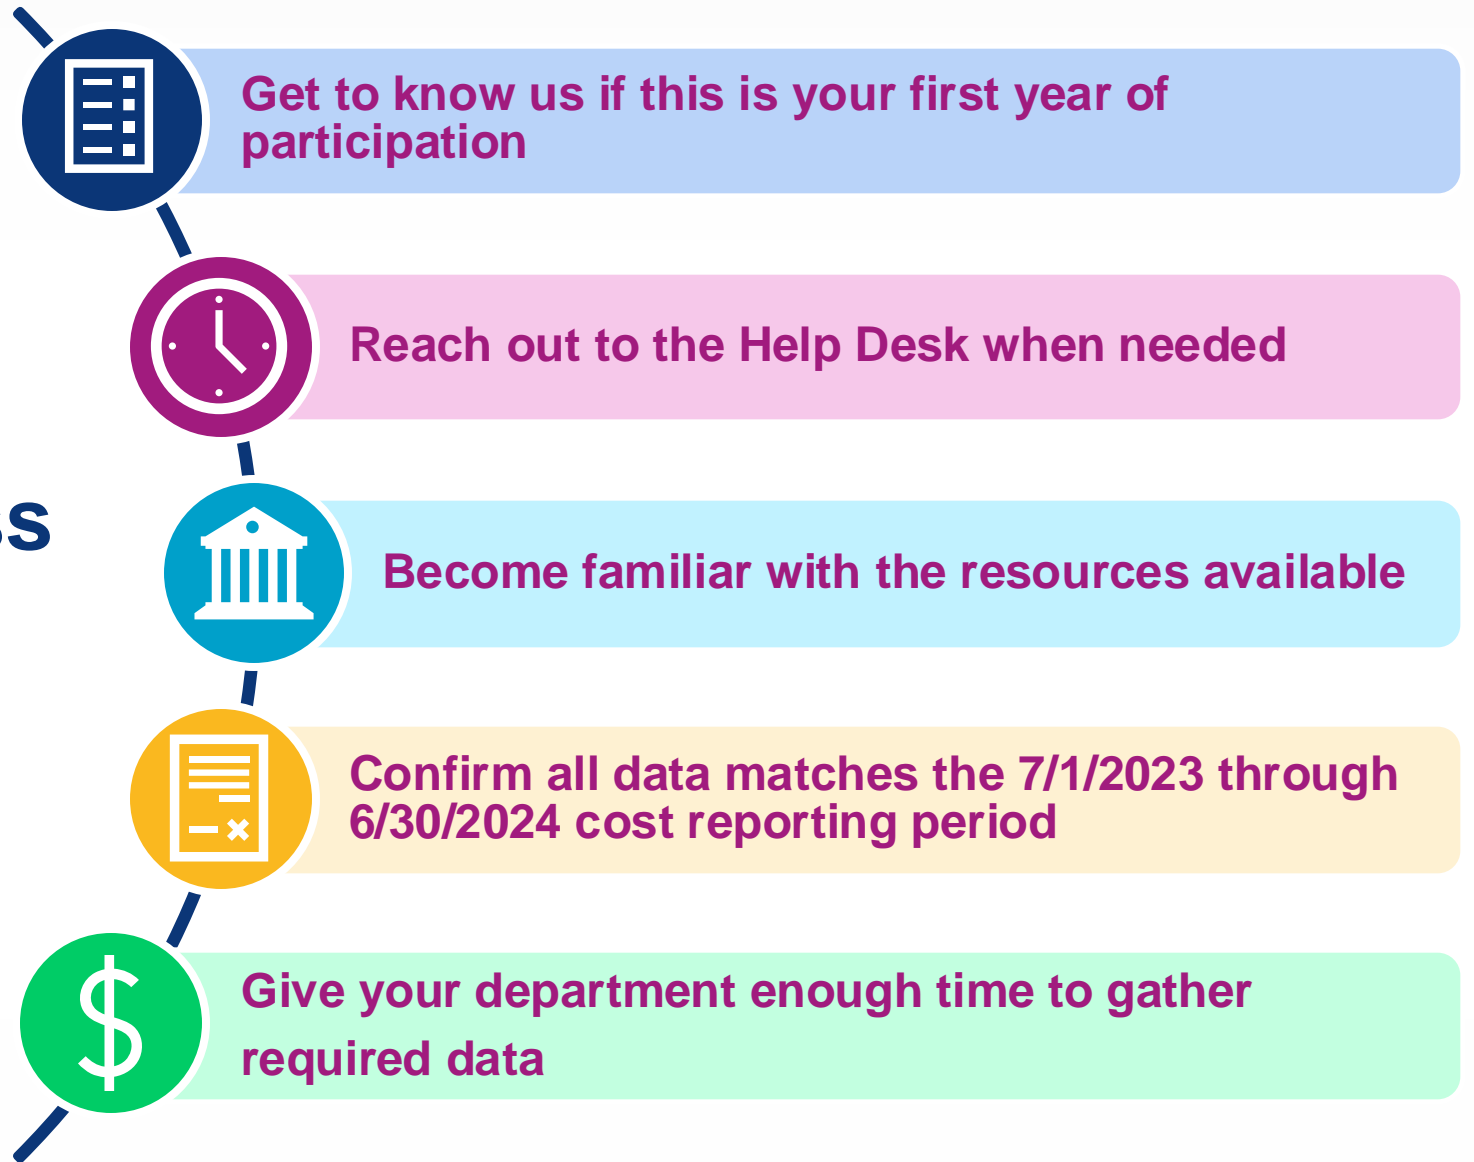 Get to know us if this is your first year of
participation
Reach out to the Help Desk when needed
Become familiar with the resources available
Confirm all data matches the 7/1/2023 through
6/30/2024 cost reporting period
Give your department enough time to gather
required data